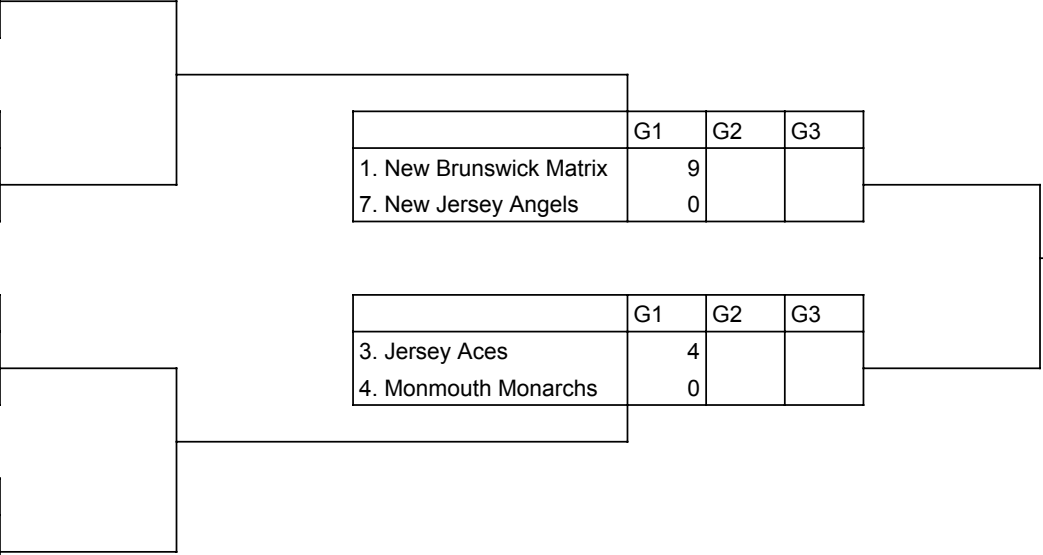 G1 G2 G3
1. New Brunswick Matrix 9
7. New Jersey Angels 0
G1 G2 G3
3. Jersey Aces 4
4. Monmouth Monarchs 0